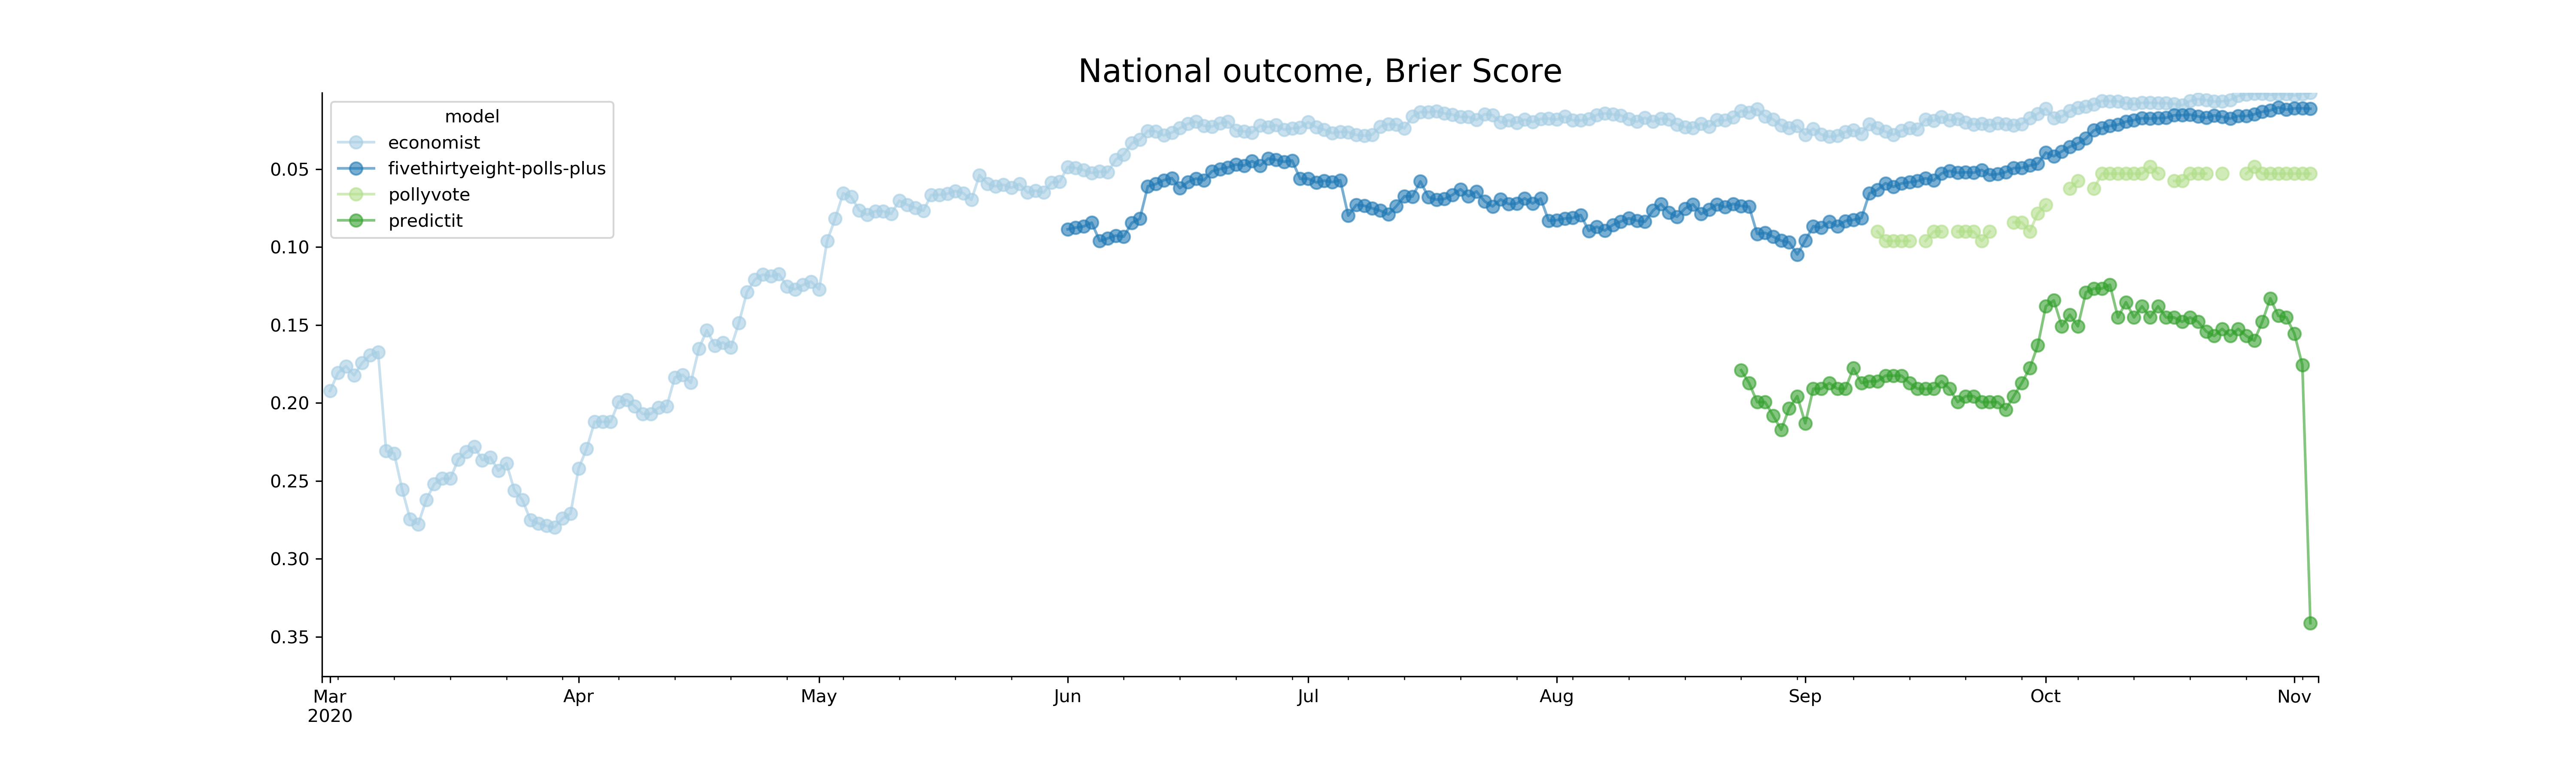 National outcome, Brier Score
model
economist
fivethirtyeight-polls-plus
pollyvote
predictit
0.05
0.10
0.15
0.20
0.25
0.30
0.35
Mar Apr May Jun Jul Aug Sep Oct Nov
2020